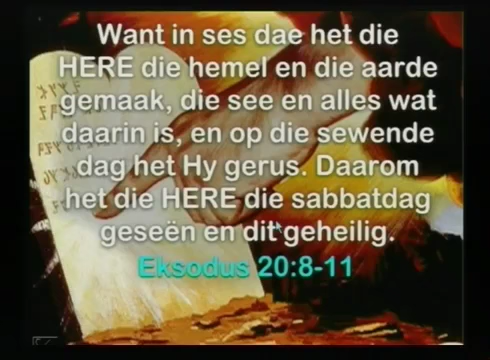 Want in ses dae het die
HERE die hemel en die aarde
gemaak, die see en alles wat
daarin is, en op die sewende
dag het Hy gerus. Daarom
het die HERE die sabbatdag
geseën en dit geheilig.
Eksodus 20:8-11